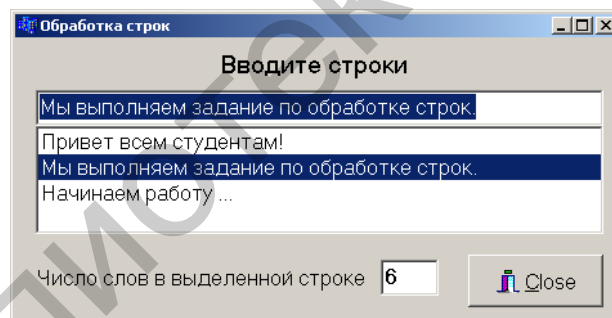 Обработка строк
Вводите строки
Мы выполняем задание по обработке строк.
Привет всем студентам!
Мы выполняем задание по обработке строк.
Начинаем работу ...
Число слов в выделенной строке 6
Close